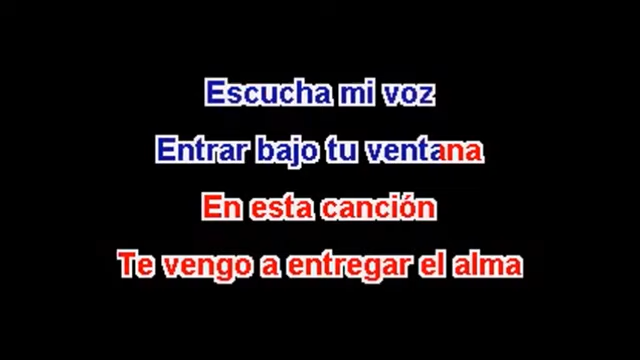 Escucha mi voz
Entrar bajo tu ventana
En esta canción
Te vengo a entregar el alma